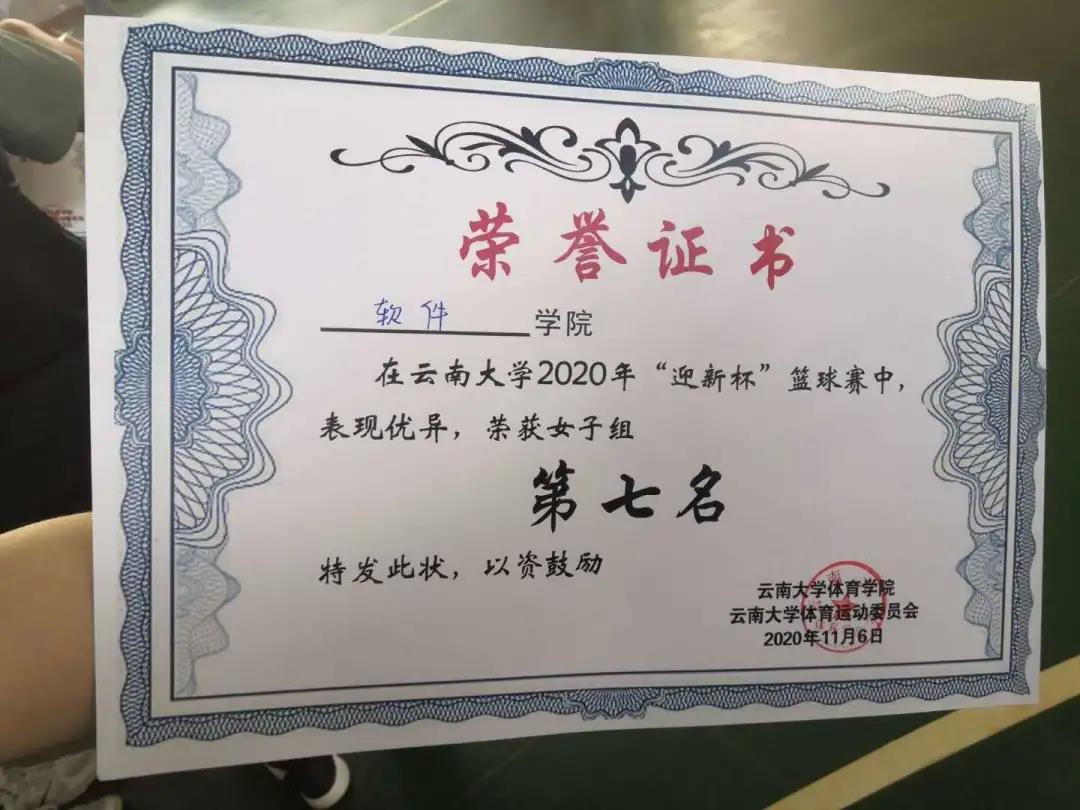 荣誉证书
软件学院
在云南大学2020年“迎新杯”篮球赛中，
表现优异，荣获女子组
第七名
特发此状，以资鼓励
云南大学体育学院
云南大学体育运动委员会
2020年11月6日